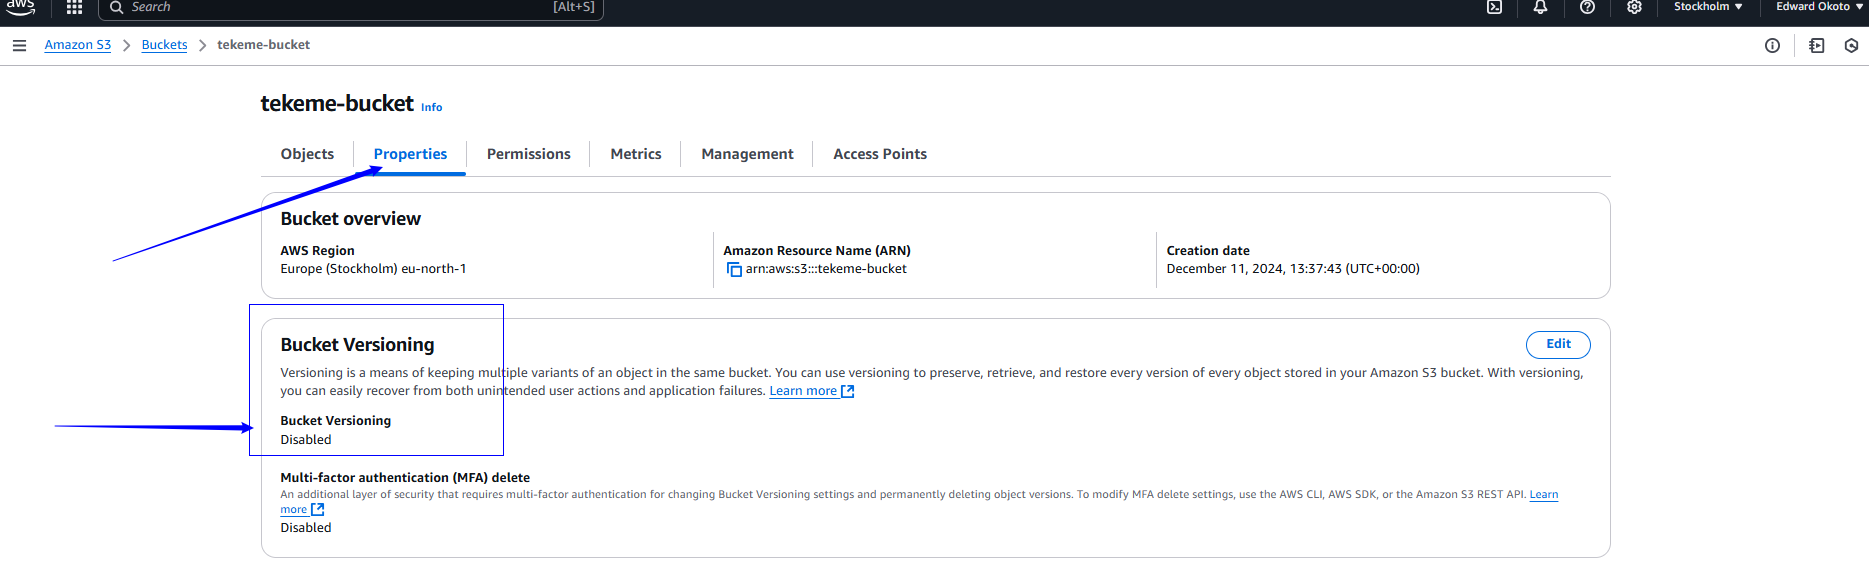 aws
Search
[Alt+S]
Stockholm
Edward Okoto
Amazon S3
Buckets
tekeme-bucket
tekeme-bucket Info
Objects
Properties
Permissions
Metrics
Management
Access Points
Bucket overview
AWS Region
Europe (Stockholm) eu-north-1
Amazon Resource Name (ARN)
arn:aws:s3:::tekeme-bucket
Creation date
December 11, 2024, 13:37:43 (UTC+00:00)
Bucket Versioning
Edit
Versioning is a means of keeping multiple variants of an object in the same bucket. You can use versioning to preserve, retrieve, and restore every version of every object stored in your Amazon S3 bucket. With versioning,
you can easily recover from both unintended user actions and application failures. Learn more
Bucket Versioning
Disabled
Multi-factor authentication (MFA) delete
An additional layer of security that requires multi-factor authentication for changing Bucket Versioning settings and permanently deleting object versions. To modify MFA delete settings, use the AWS CLI, AWS SDK, or the Amazon S3 REST API. Learn
more
Disabled